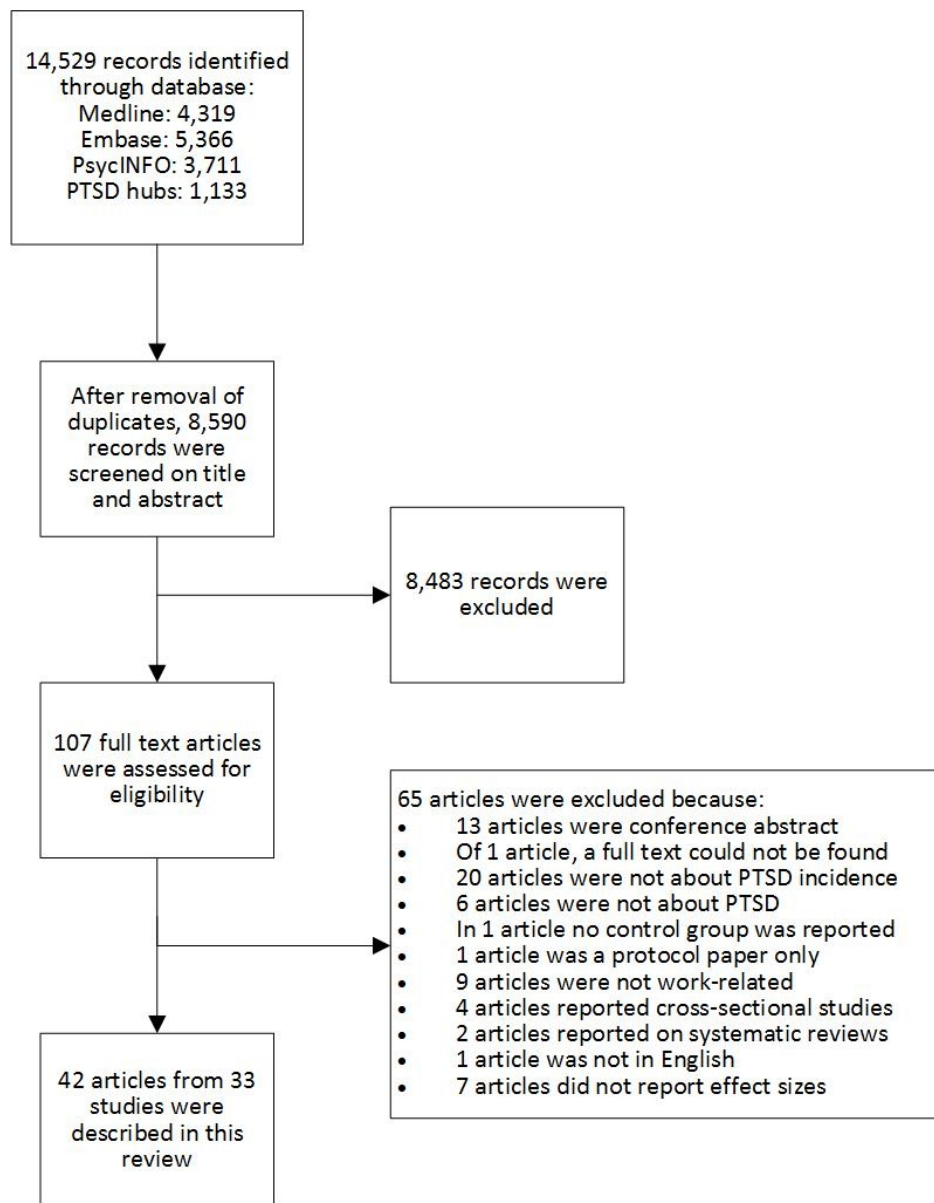 14,529 records identified
through database:
Medline: 4,319
Embase: 5,366
PsycINFO: 3,711
PTSD hubs: 1,133
After removal of
duplicates, 8,590
records were
screened on title
and abstract
8,483 records were
excluded
107 full text articles
were assessed for
eligibility
65 articles were excluded because:
• 13 articles were conference abstract
• Of 1 article, a full text could not be found
• 20 articles were not about PTSD incidence
• 6 articles were not about PTSD
• In 1 article no control group was reported
• 1 article was a protocol paper only
• 9 articles were not work-related
• 4 articles reported cross-sectional studies
• 2 articles reported on systematic reviews
• 1 article was not in English
• 7 articles did not report effect sizes
42 articles from 33
studies were
described in this
review